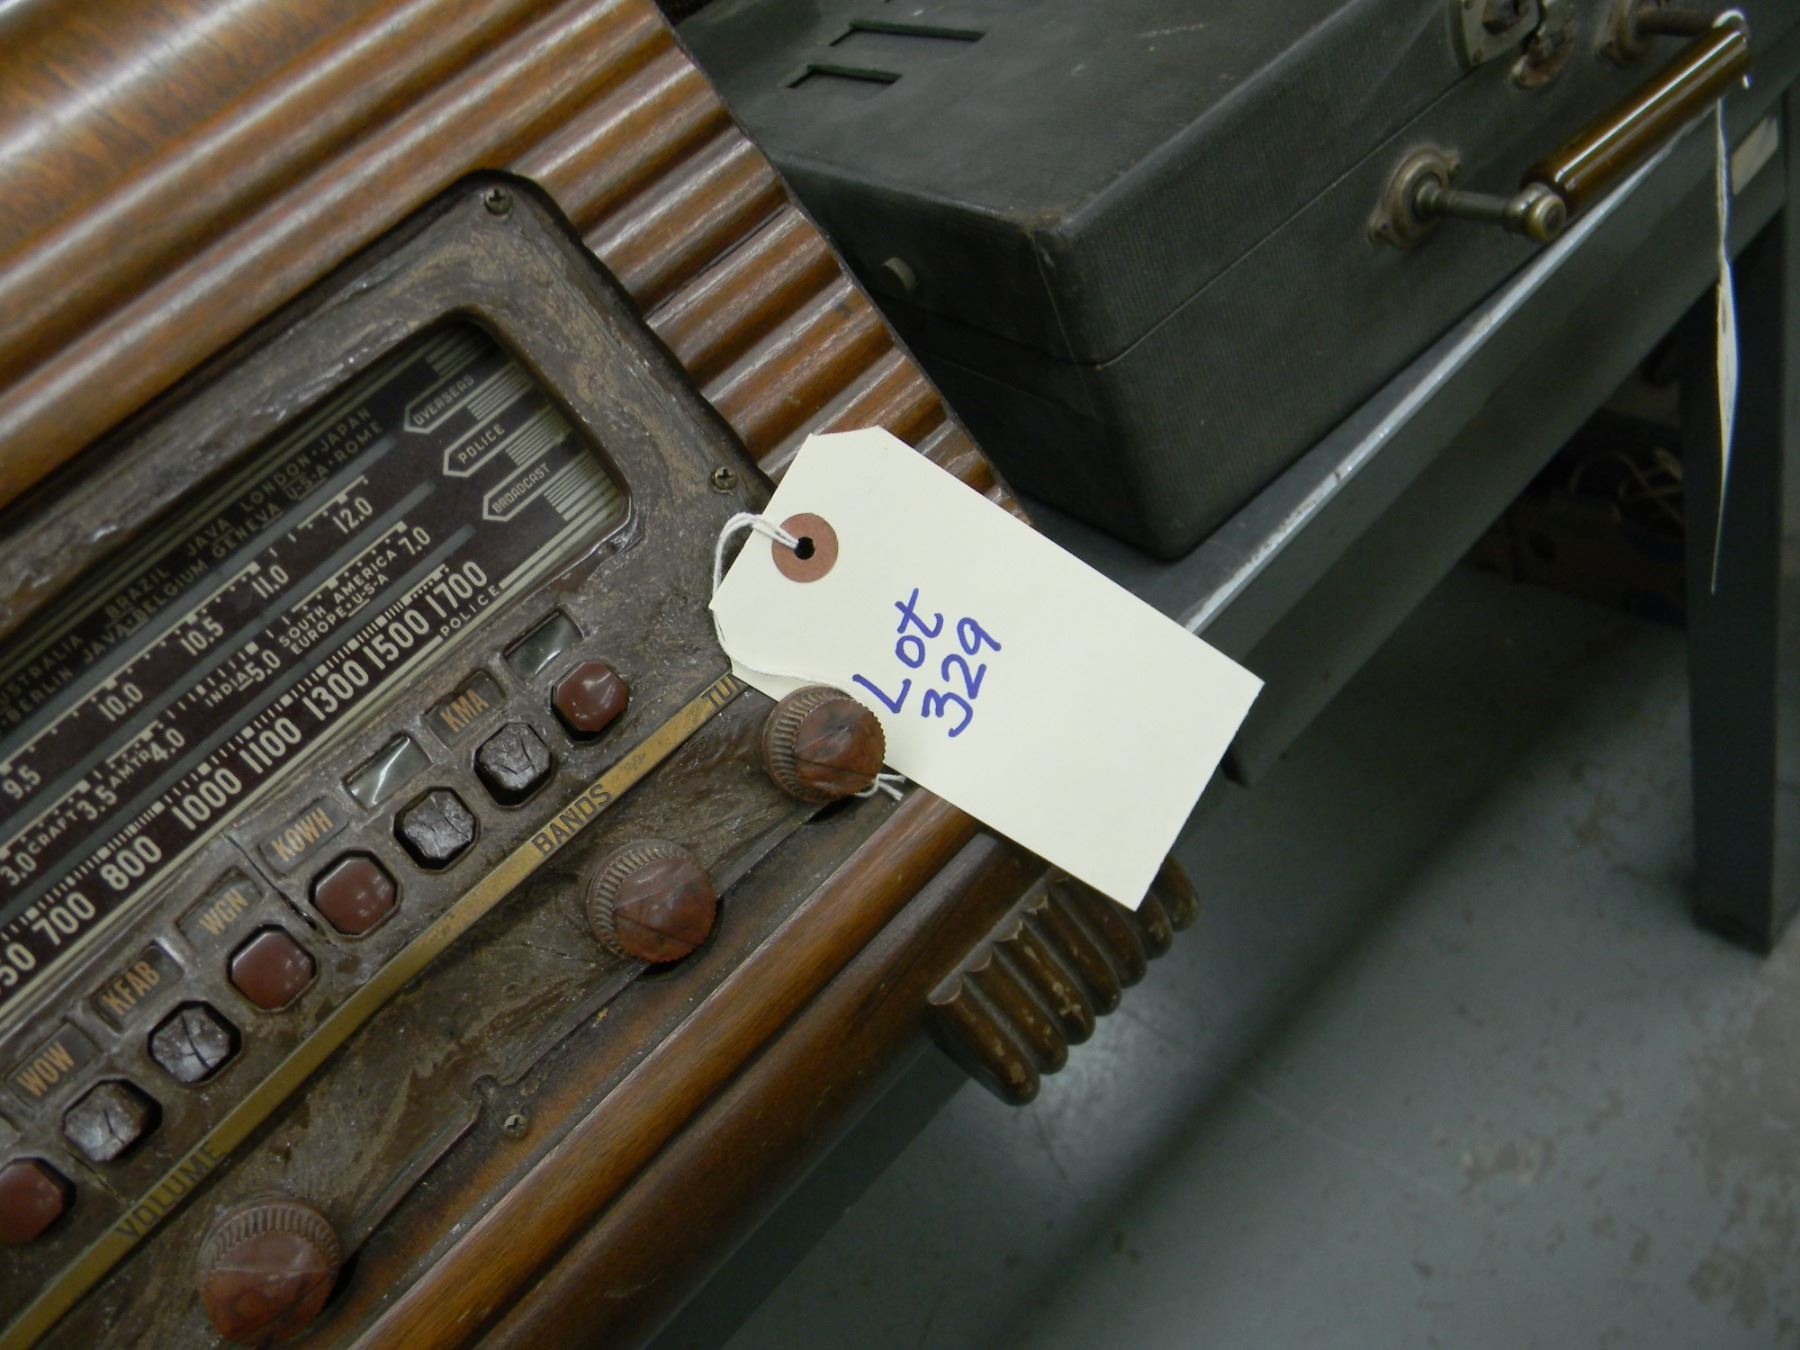 JAVA LONDON·JAPAN
BRAZIL U·S·A·ROME
GENEVA
JAVA·BELGIUM
BERLIN
OVERSEAS
POLICE
BROADCAST
9.5 10.0 10.5 11.0 12.0
SOUTH AMERICA 7.0
EUROPE·U·S·A
3.0 CRAFT 3.5 AMTR 4.0 INDIA 5.0
700 800 1000 1100 1300 1500 1700
POLICE
WOW KFAB WGN KOWH KMA
VOLUME BANDS
Lot
329